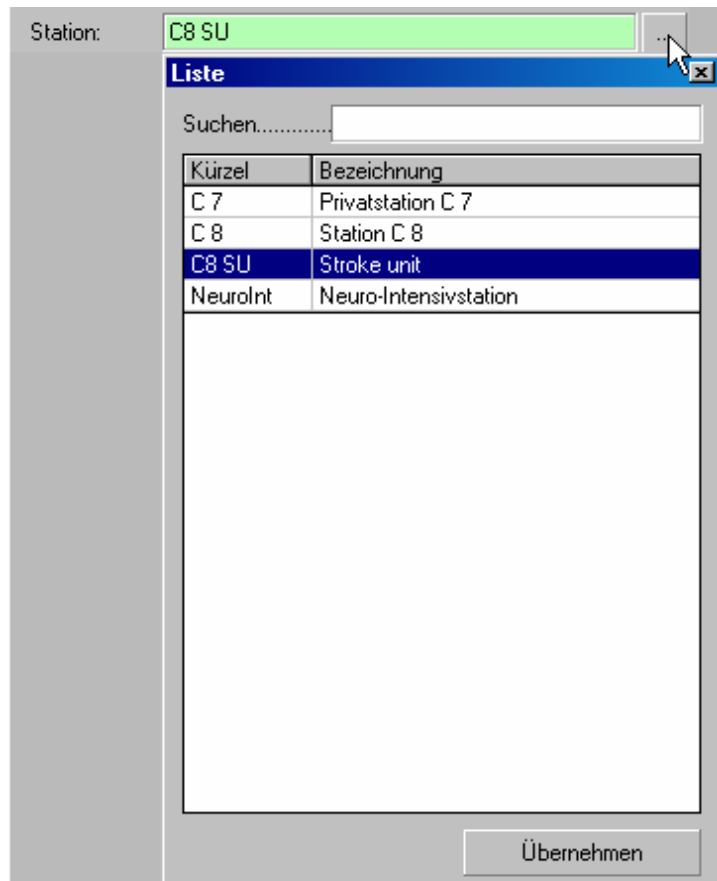 Station: C8 SU ...
Liste
Suchen.............
Kürzel Bezeichnung
C 7 Privatstation C 7
C 8 Station C 8
C8 SU Stroke unit
NeuroInt Neuro-Intensivstation
Übernehmen